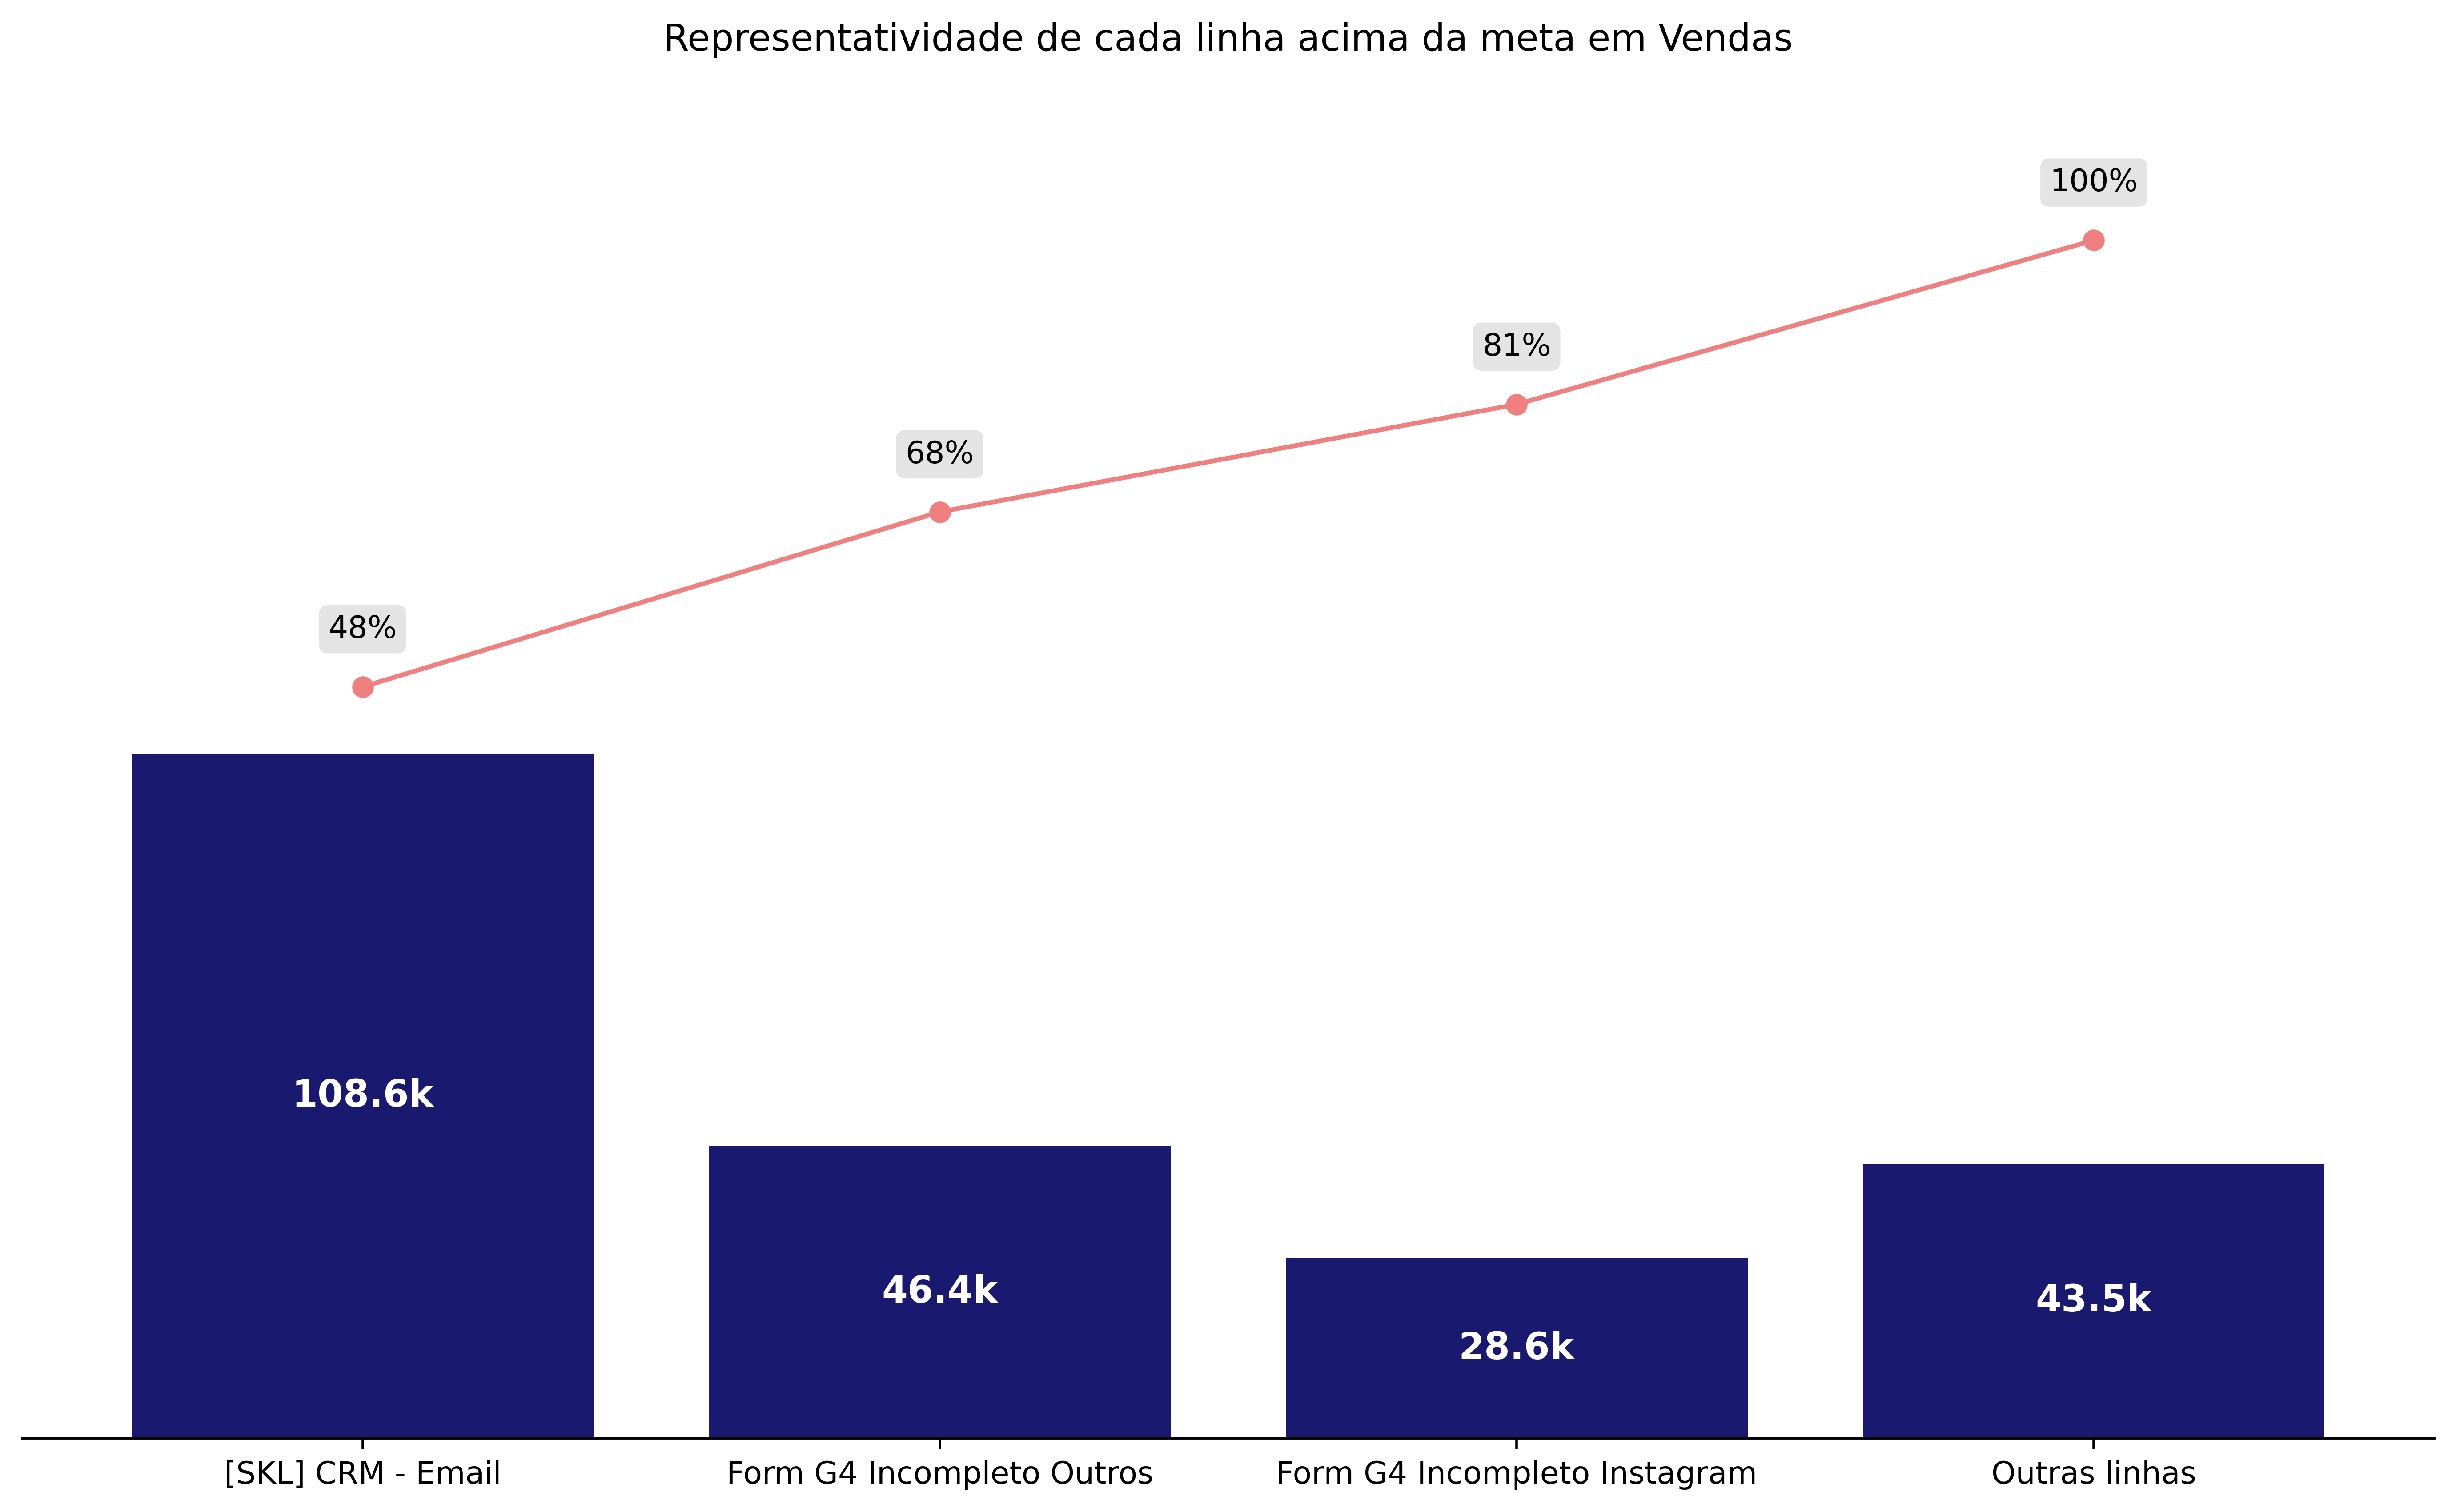 Representatividade de cada linha acima da meta em Vendas
100%
81%
68%
48%
108.6k
46.4k
28.6k
43.5k
[SKL] CRM - Email
Form G4 Incompleto Outros
Form G4 Incompleto Instagram
Outras linhas